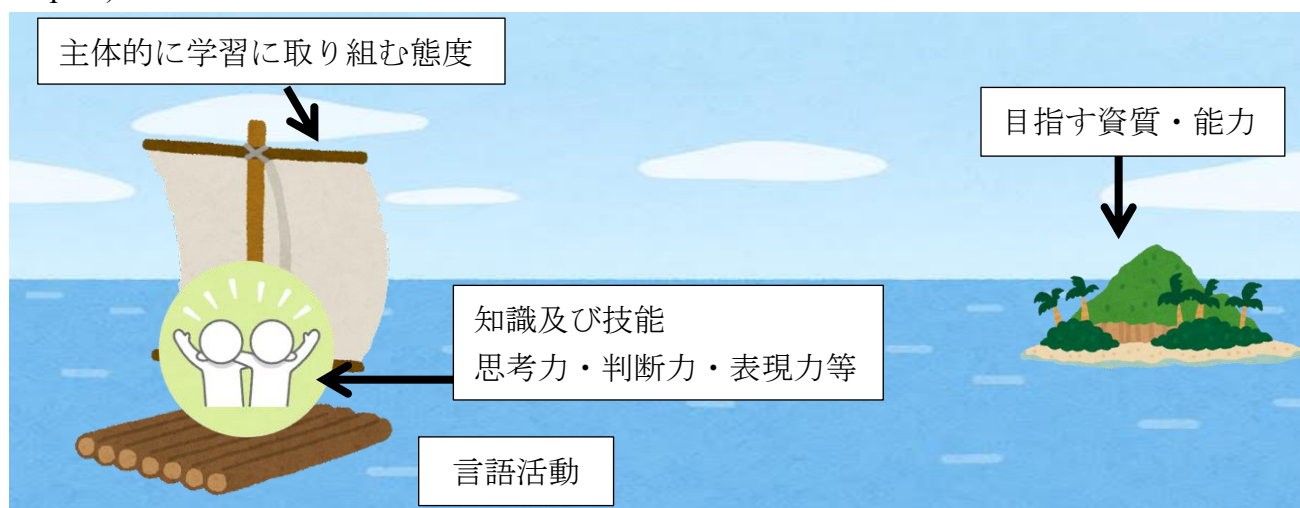 主体的に学習に取り組む態度
目指す資質・能力
知識及び技能
思考力・判断力・表現力等
言語活動